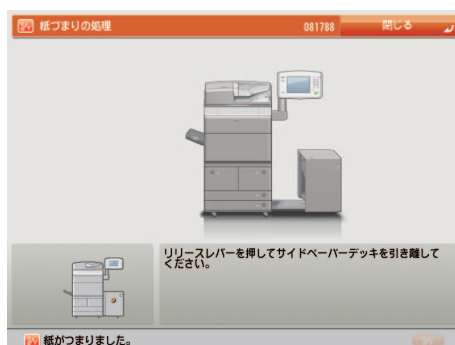 紙づまりの処理
081788
閉じる
リリースレバーを押してサイドペーパーデッキを引き離して
ください。
紙がつまりました。